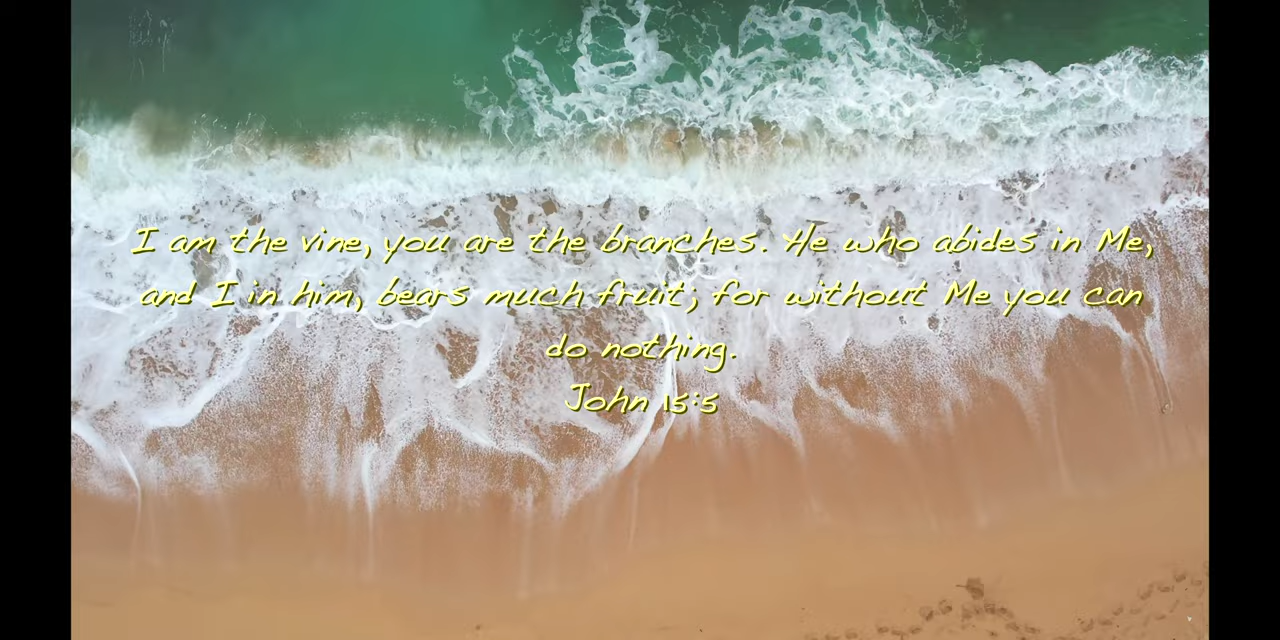 I am the vine, you are the branches. He who abides in Me,
and I in him, bears much fruit; for without Me you can
do nothing.
John 15:5